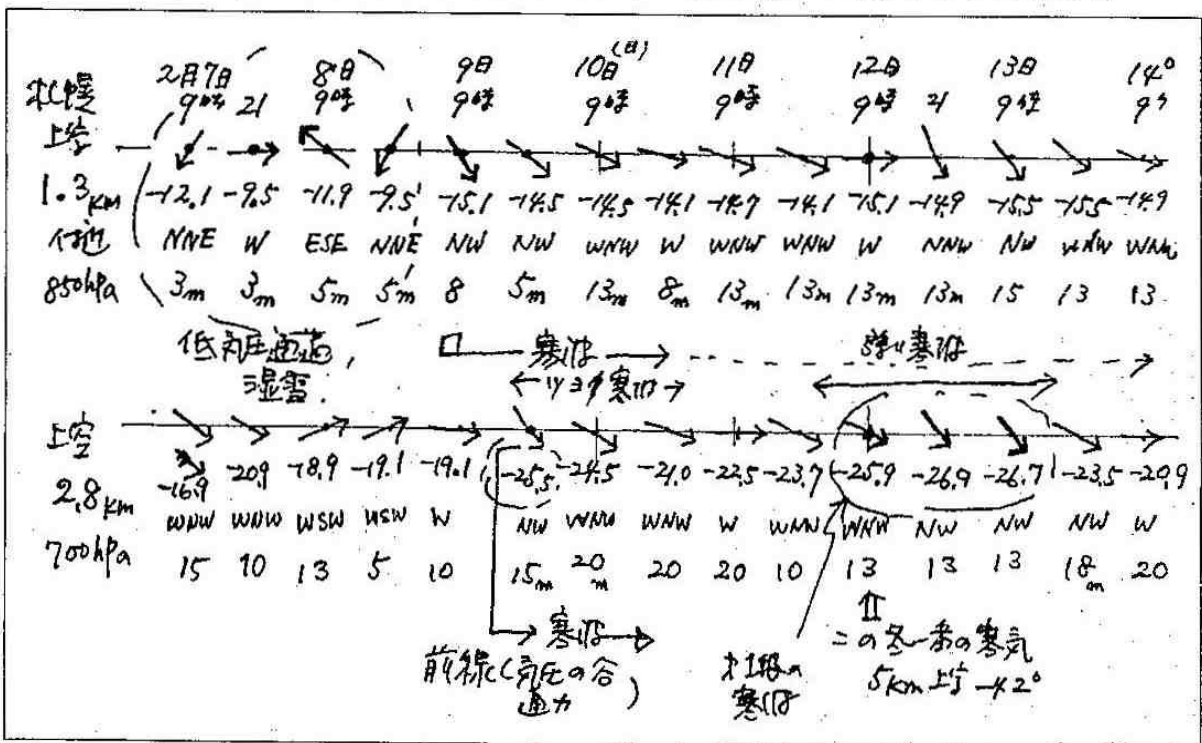 2月7日 8日 9日 10日(日) 11日 12日 13日 14日
札幌 9時 21 9時 9時 9時 9時 9時 21 9時 9時
上空
1.3km -12.1 -9.5 -11.9 -9.5 -15.1 -14.5 -14.5 -14.1 -14.7 -14.1 -15.1 -14.9 -15.5 -15.5 -14.9
付近 NNE W ESE NNE NW NW WNW W WNW WNW W NNW NW WNW WNW
850hPa 3m 3m 5m 5m 8 5m 13m 8m 13m 13m 13m 13m 15 13 13
低気圧通過, 寒波 強い寒波
湿雪. ツヨイ寒波
上空
-16.9 -20.9 -18.9 -19.1 -19.1 -25.5 -24.5 -21.0 -22.5 -23.7 -25.9 -26.9 -26.7 -23.5 -20.9
2.8km
WNW WNW WSW WSW W NW WNW WNW W WNW WNW NW NW NW W
700hPa 15 10 13 5 10 15m 20m 20 20 10 13 13 13 18m 20
寒波 この冬一番の寒気
前線(気圧の谷 5km上空 -42°
通過) 寒波